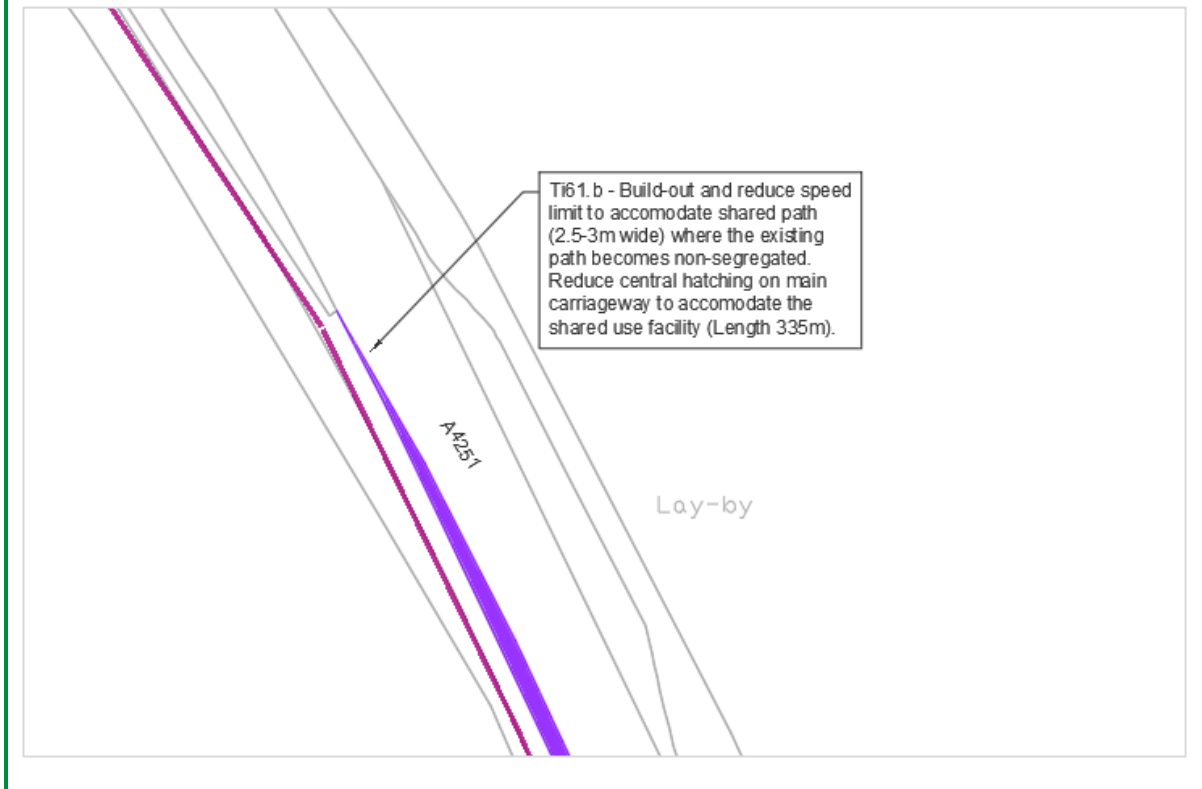 Ti61.b - Build-out and reduce speed
limit to accomodate shared path
(2.5-3m wide) where the existing
path becomes non-segregated.
Reduce central hatching on main
carriageway to accomodate the
shared use facility (Length 335m).
A4251
Lay-by